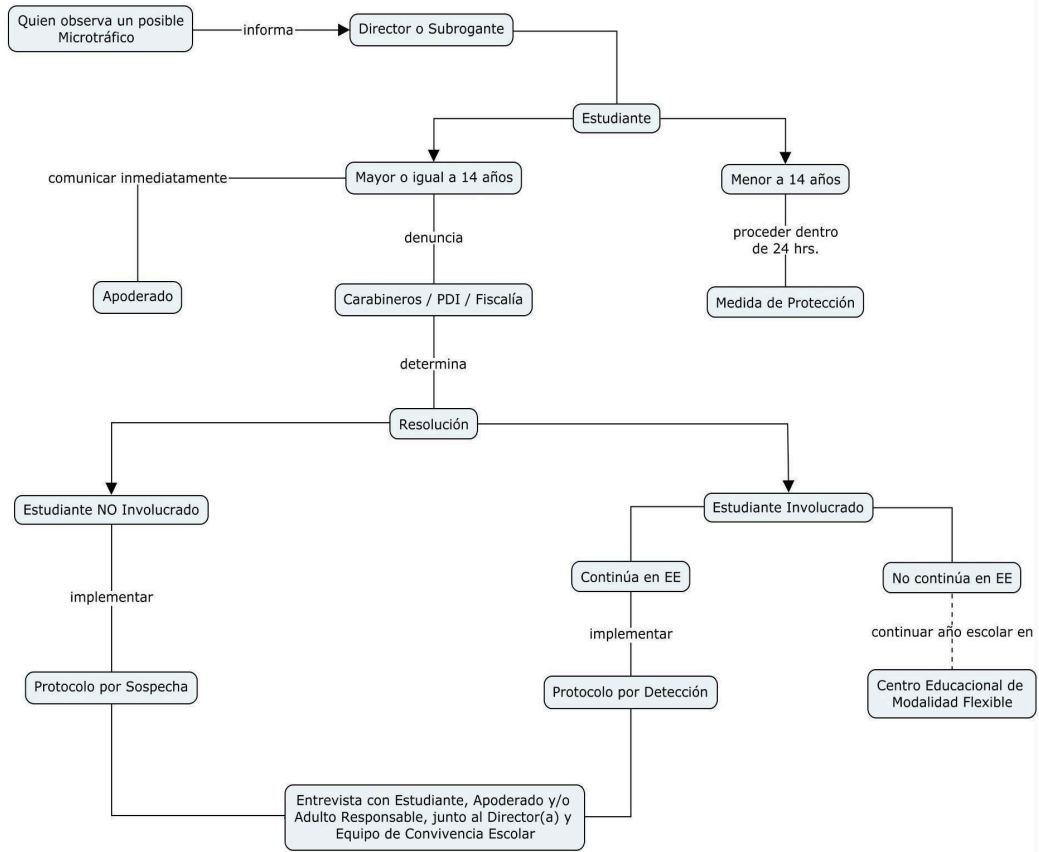 Quien observa un posible
Microtráfico
informa
Director o Subrogante
Estudiante
comunicar inmediatamente
Mayor o igual a 14 años
Menor a 14 años
denuncia
proceder dentro
de 24 hrs.
Apoderado
Carabineros / PDI / Fiscalía
Medida de Protección
determina
Resolución
Estudiante NO Involucrado
Estudiante Involucrado
Continúa en EE
No continúa en EE
implementar
implementar
continuar año escolar en
Protocolo por Sospecha
Protocolo por Detección
Centro Educacional de
Modalidad Flexible
Entrevista con Estudiante, Apoderado y/o
Adulto Responsable, junto al Director(a) y
Equipo de Convivencia Escolar